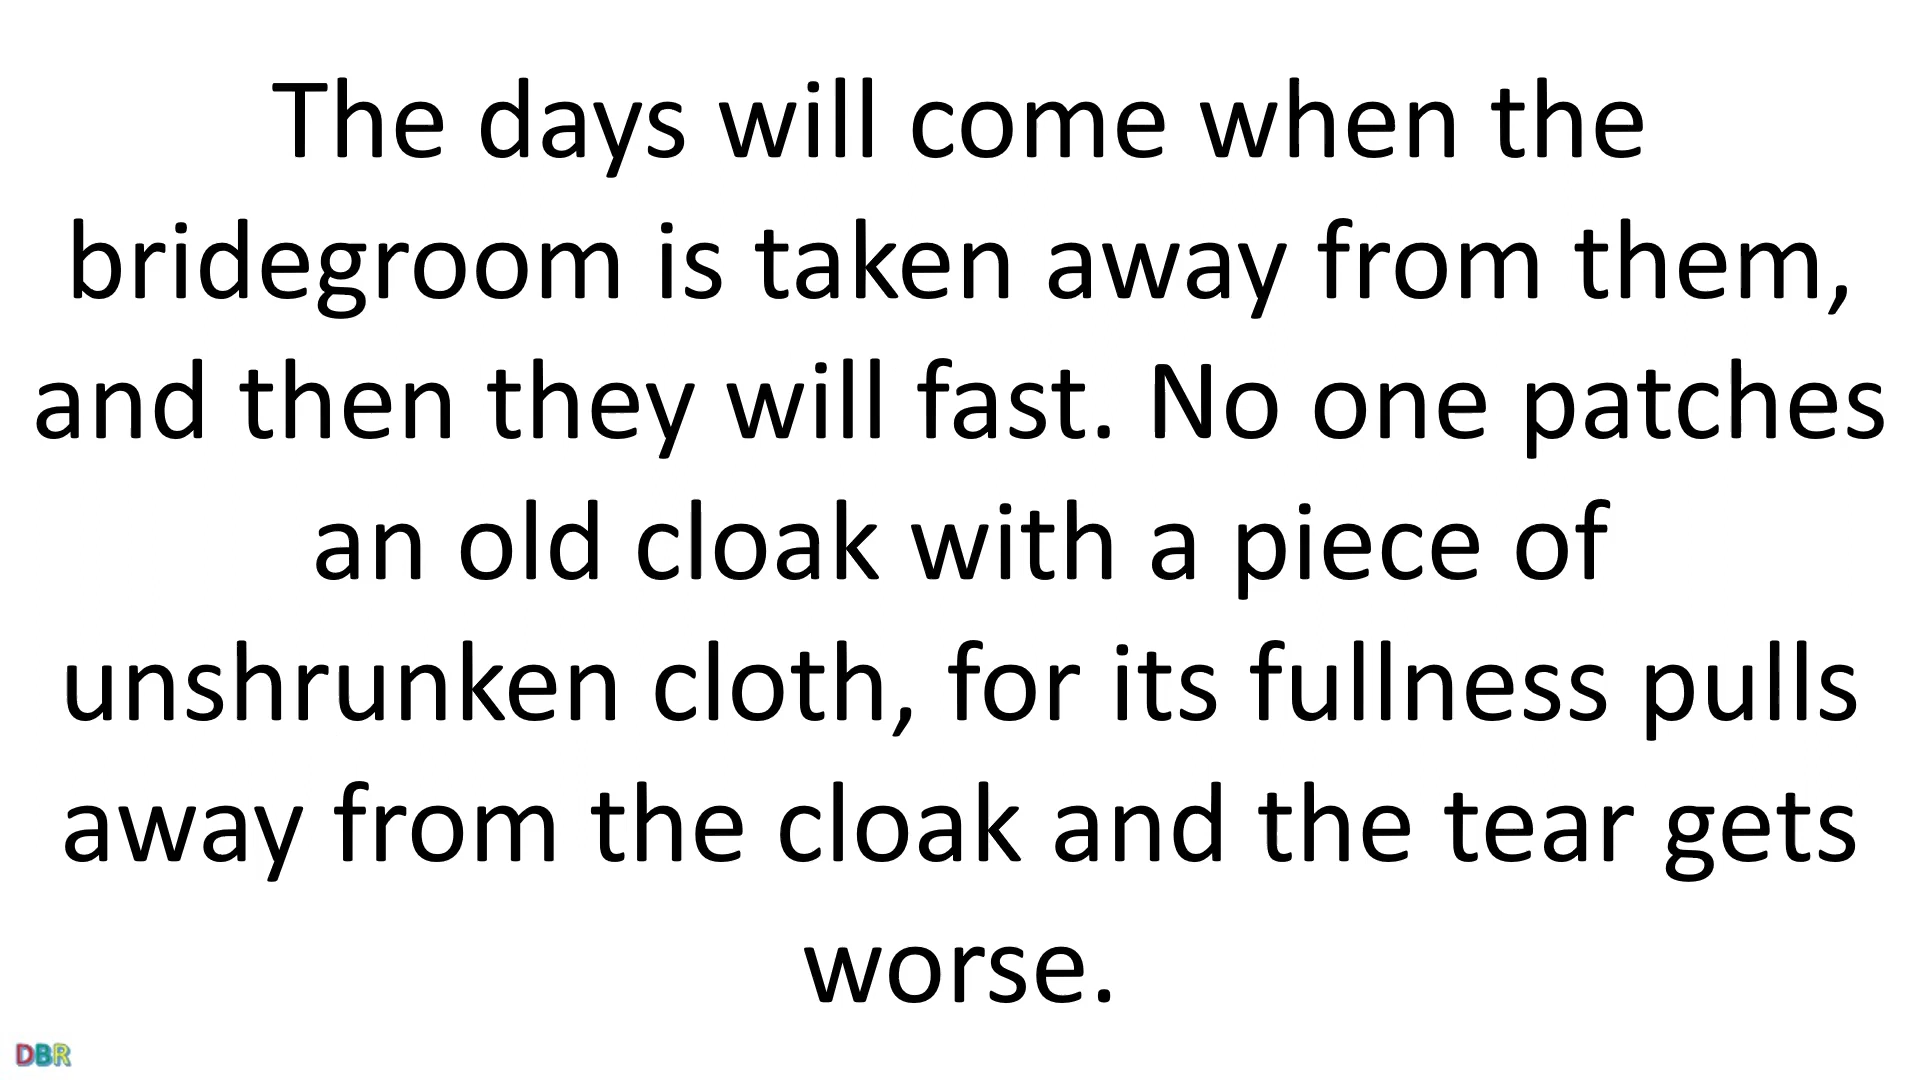 The days will come when the
bridegroom is taken away from them,
and then they will fast. No one patches
an old cloak with a piece of
unshrunken cloth, for its fullness pulls
away from the cloak and the tear gets
worse.
DBR